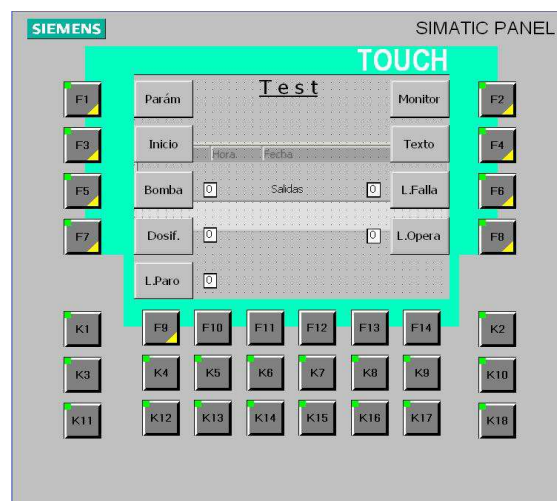 SIEMENS SIMATIC PANEL
TOUCH
F1 Parám Test Monitor F2
F3 Inicio Hora. Fecha Texto F4
F5 Bomba 0 Salidas 0 L.Falla F6
F7 Dosif. 0 0 L.Opera F8
L.Paro 0
K1 F9 F10 F11 F12 F13 F14 K2
K3 K4 K5 K6 K7 K8 K9 K10
K11 K12 K13 K14 K15 K16 K17 K18